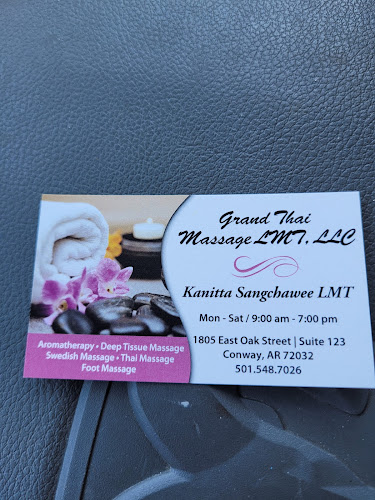 Grand Thai
Massage LMT, LLC
Kanitta Sangchawee LMT
Mon - Sat / 9:00 am - 7:00 pm
1805 East Oak Street | Suite 123
Conway, AR 72032
501.548.7026
Aromatherapy • Deep Tissue Massage
Swedish Massage • Thai Massage
Foot Massage